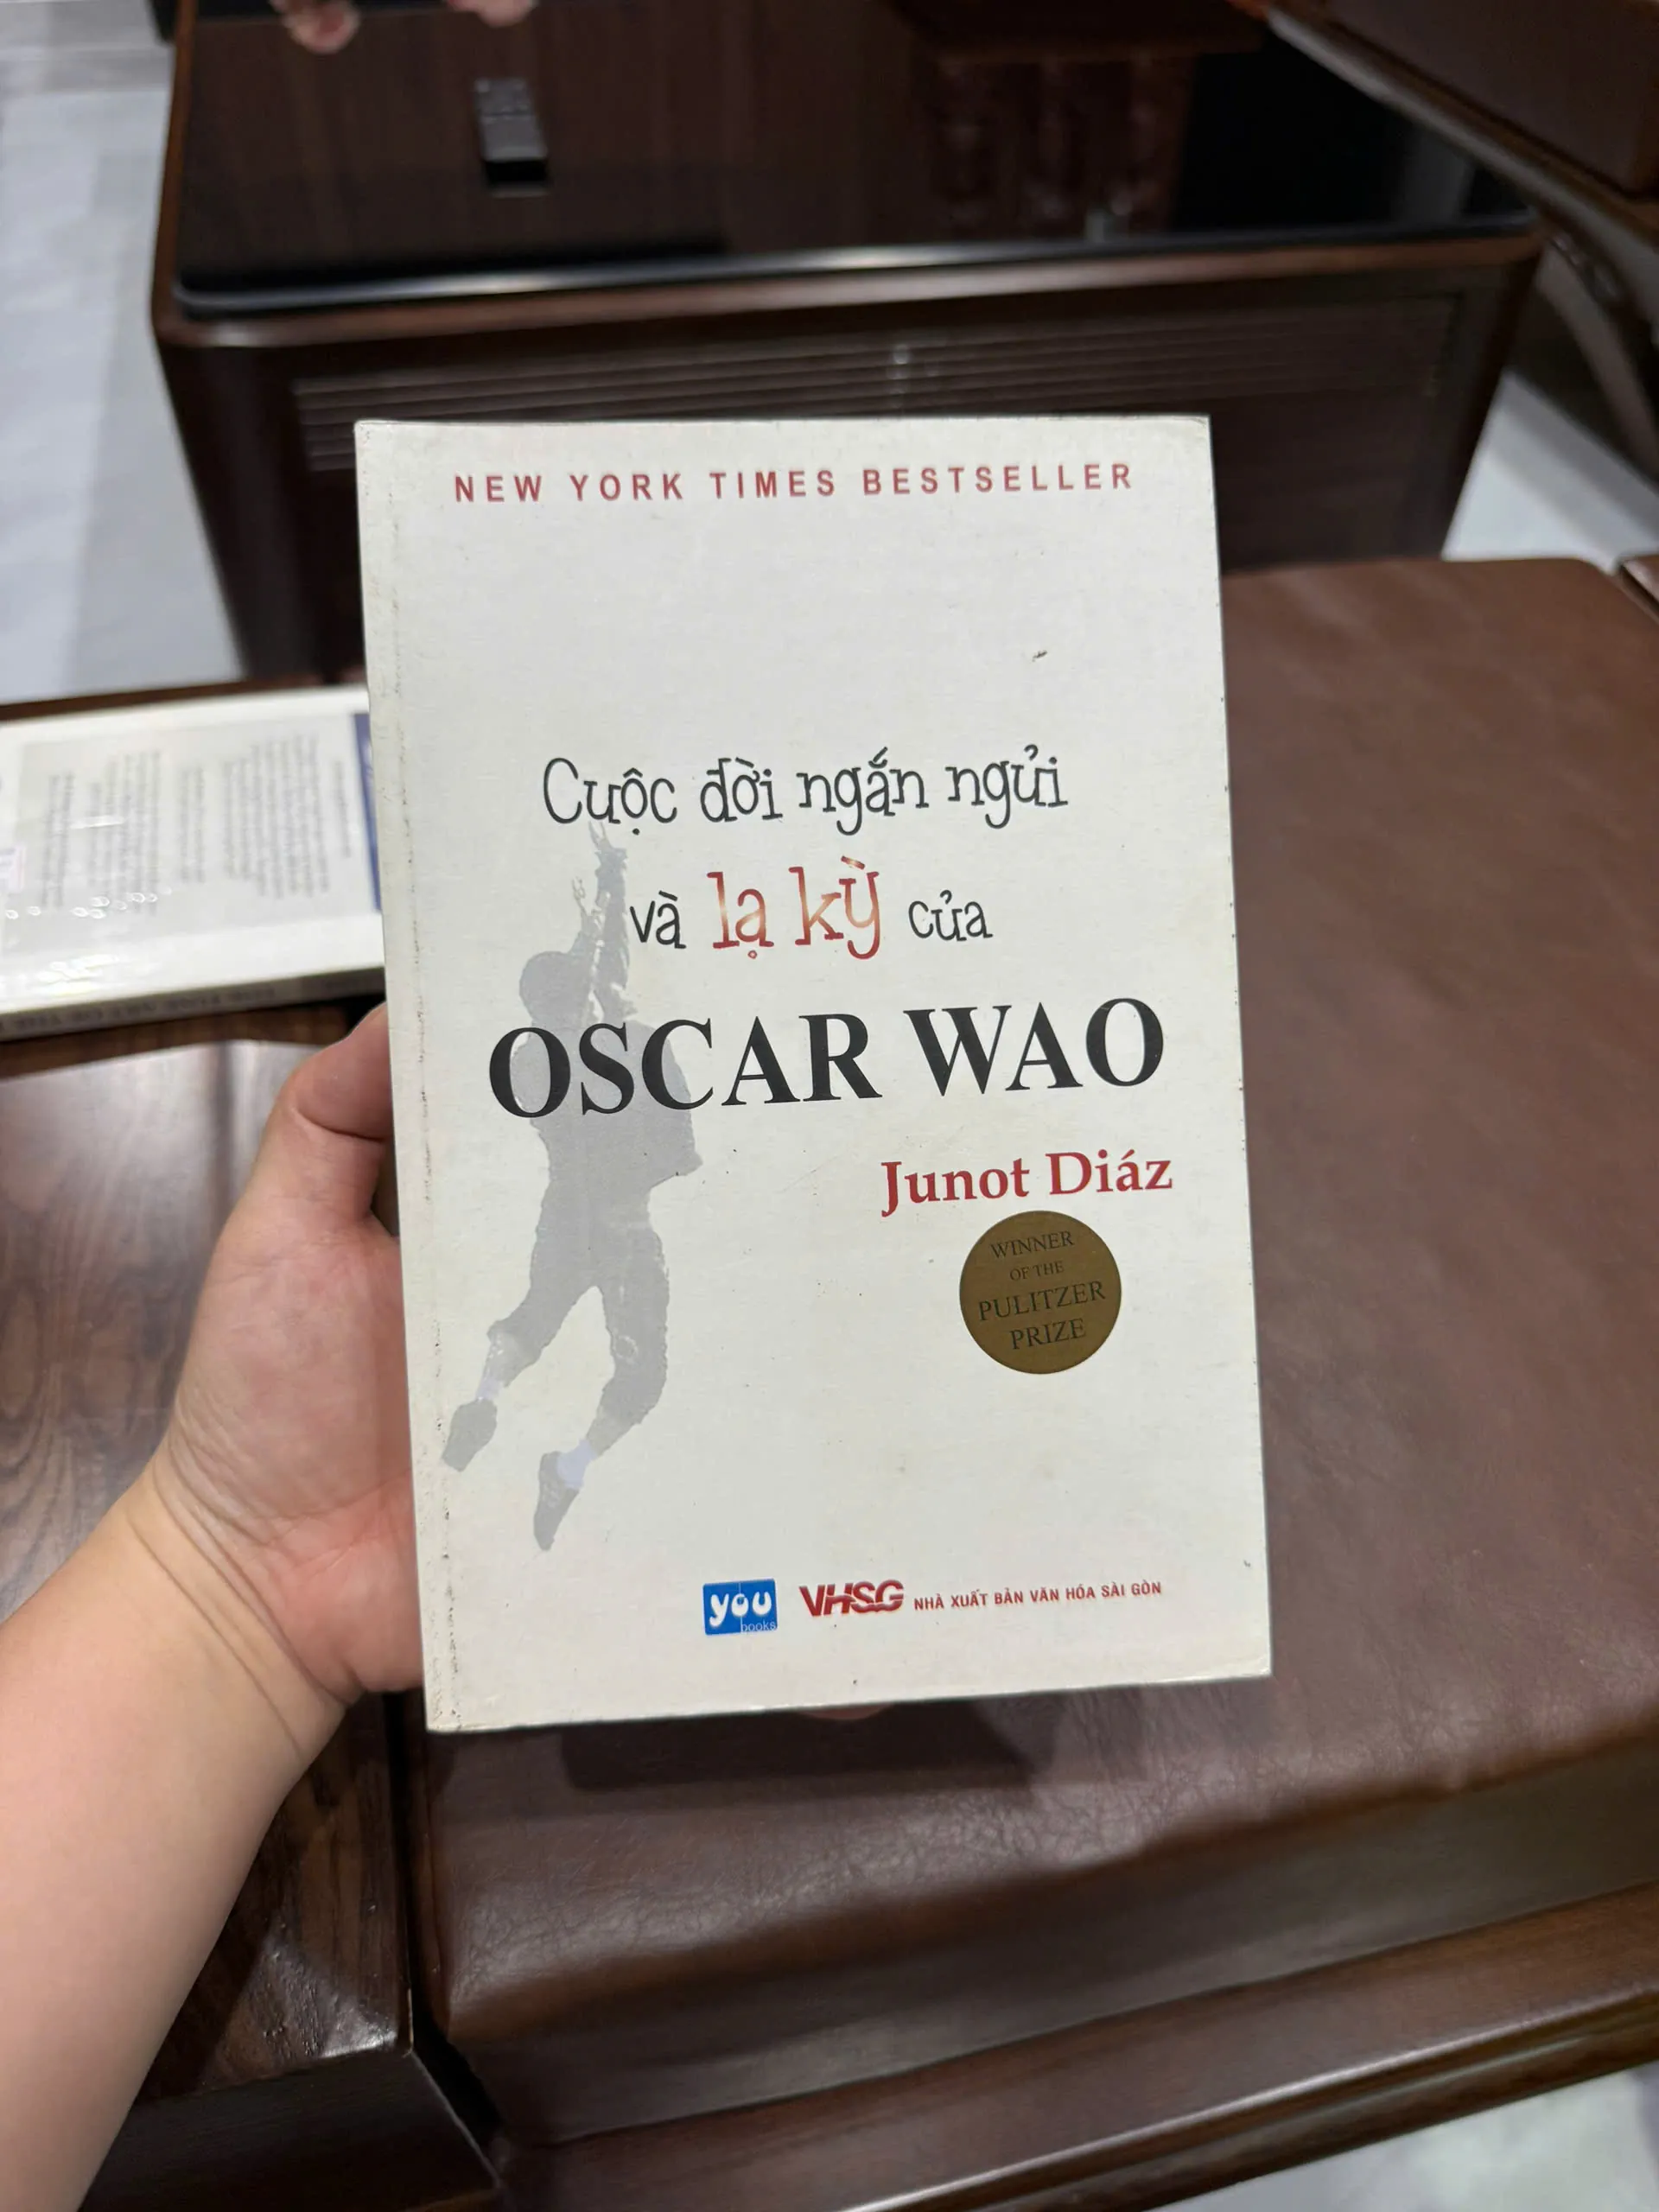 NEW YORK TIMES BESTSELLER
Cuộc đời ngắn ngủi
và lạ kỳ của
OSCAR WAO
Junot Díaz
WINNER
OF THE
PULITZER
PRIZE
you
books
VHSG NHÀ XUẤT BẢN VĂN HÓA SÀI GÒN